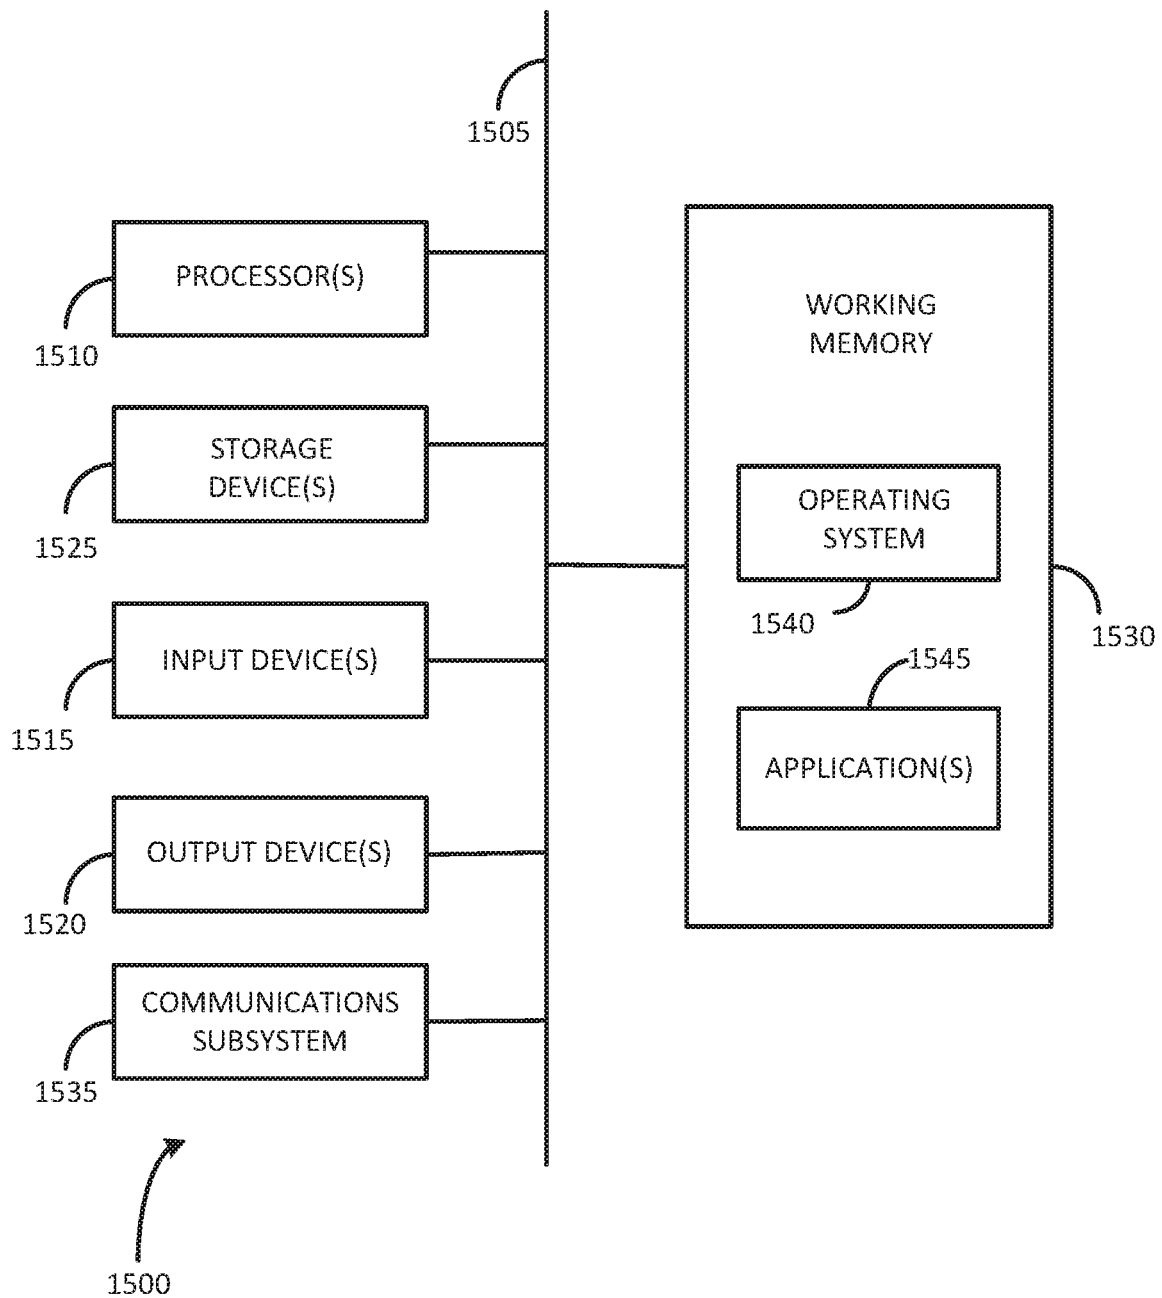 1505
PROCESSOR(S)
1510
STORAGE
DEVICE(S)
1525
INPUT DEVICE(S)
1515
OUTPUT DEVICE(S)
1520
COMMUNICATIONS
SUBSYSTEM
1535
1500
WORKING
MEMORY
OPERATING
SYSTEM
1540
1530
1545
APPLICATION(S)